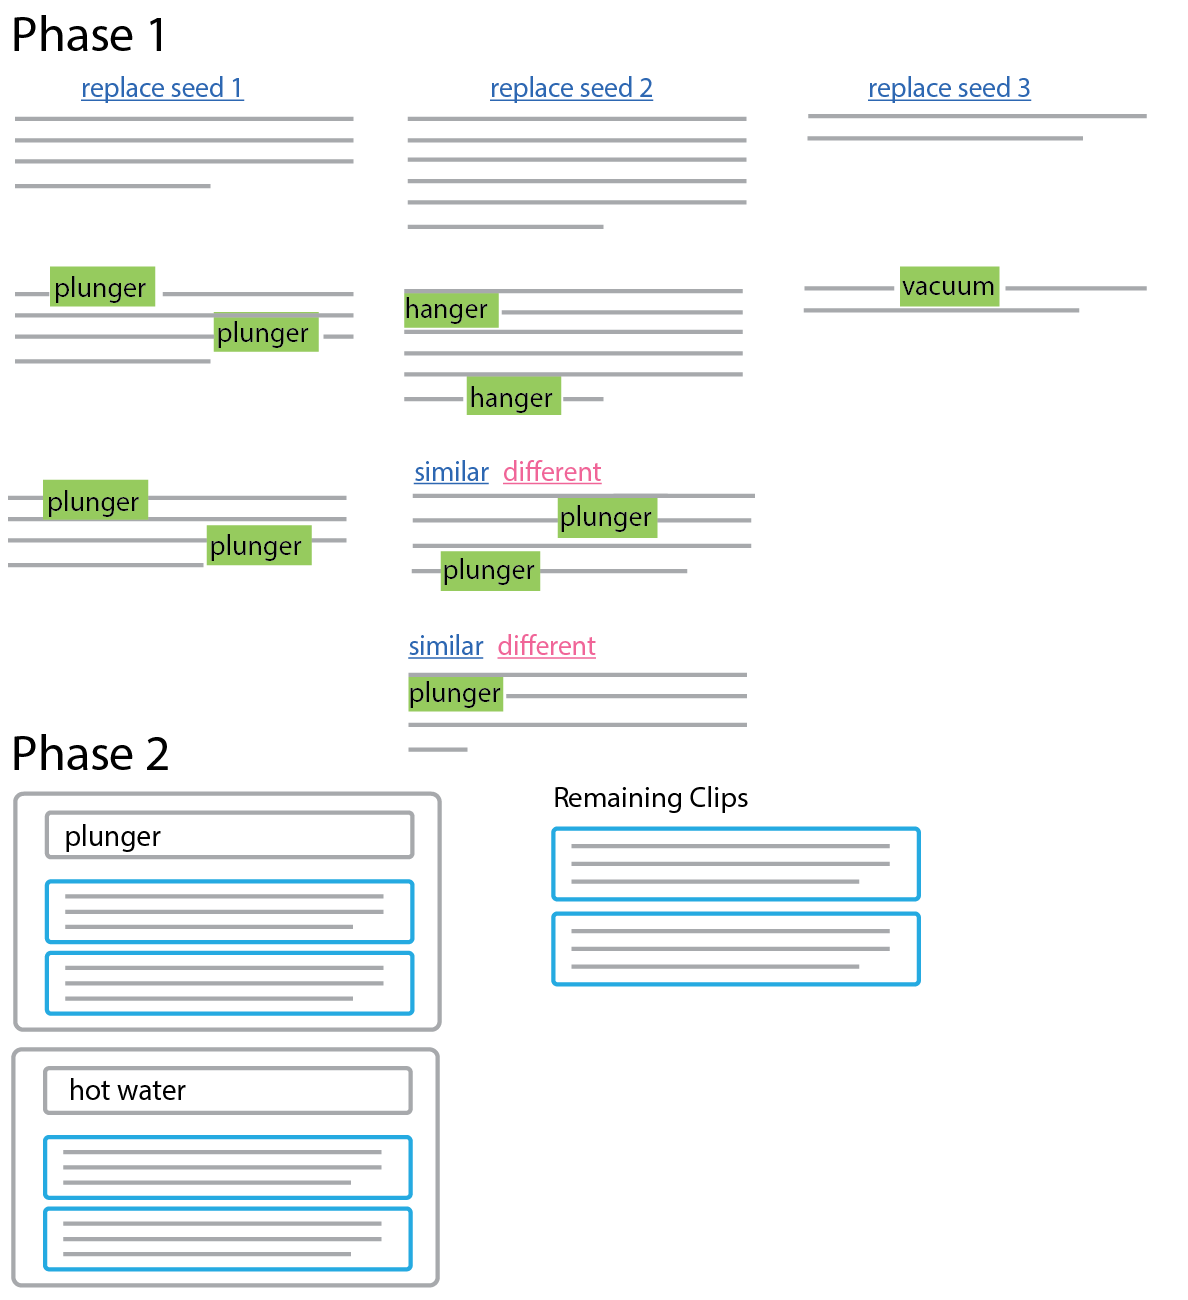 Phase 1
replace seed 1
replace seed 2
replace seed 3
plunger
plunger
hanger
hanger
vacuum
plunger
plunger
similar different
plunger
plunger
similar different
plunger
Phase 2
plunger
hot water
Remaining Clips